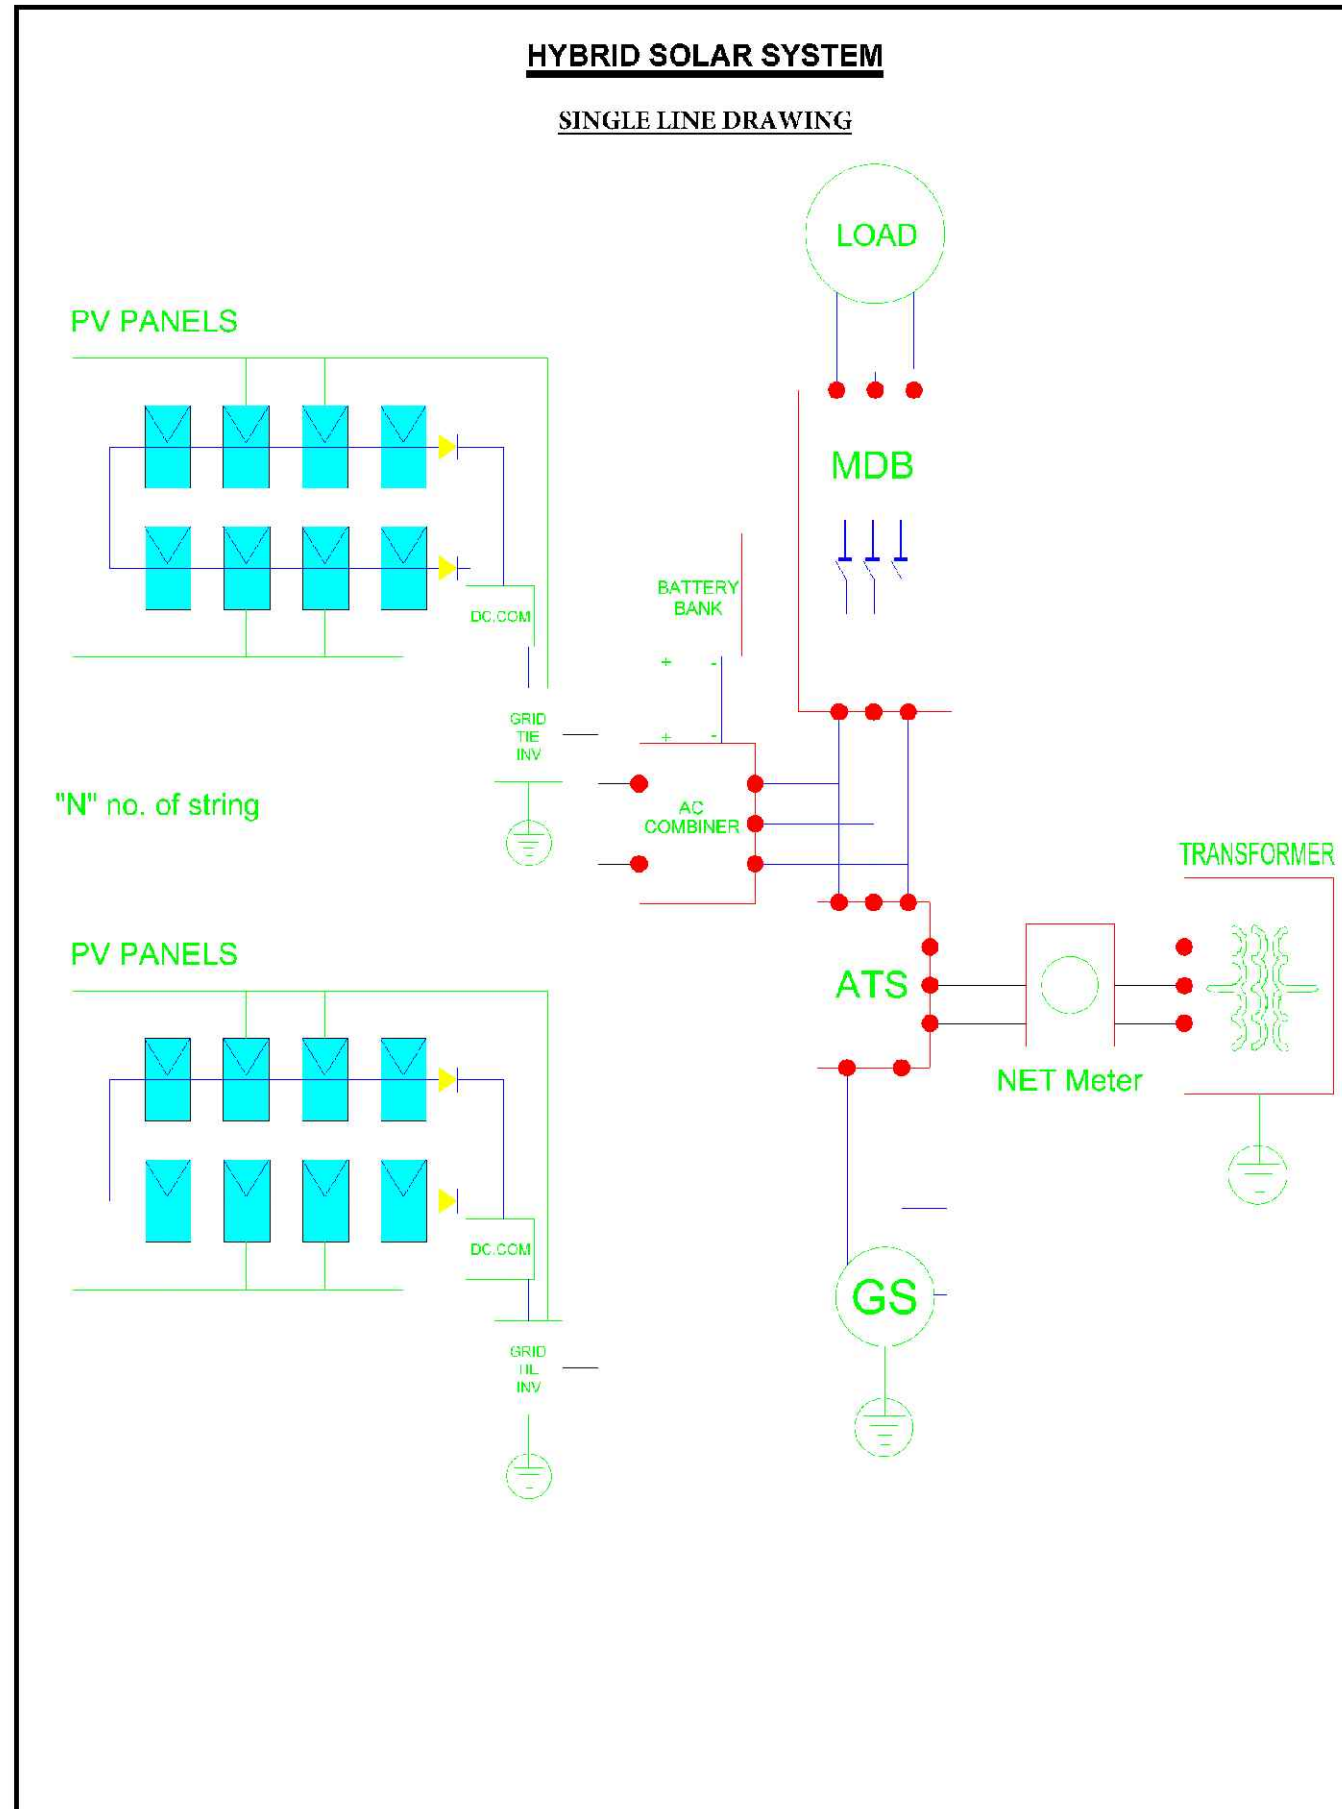 HYBRID SOLAR SYSTEM
SINGLE LINE DRAWING
LOAD
PV PANELS
MDB
BATTERY
BANK
DC.COM
+ -
GRID
TIE
INV
+ -
"N" no. of string
AC
COMBINER
TRANSFORMER
PV PANELS
ATS
NET Meter
DC.COM
GS
GRID
TIL
INV